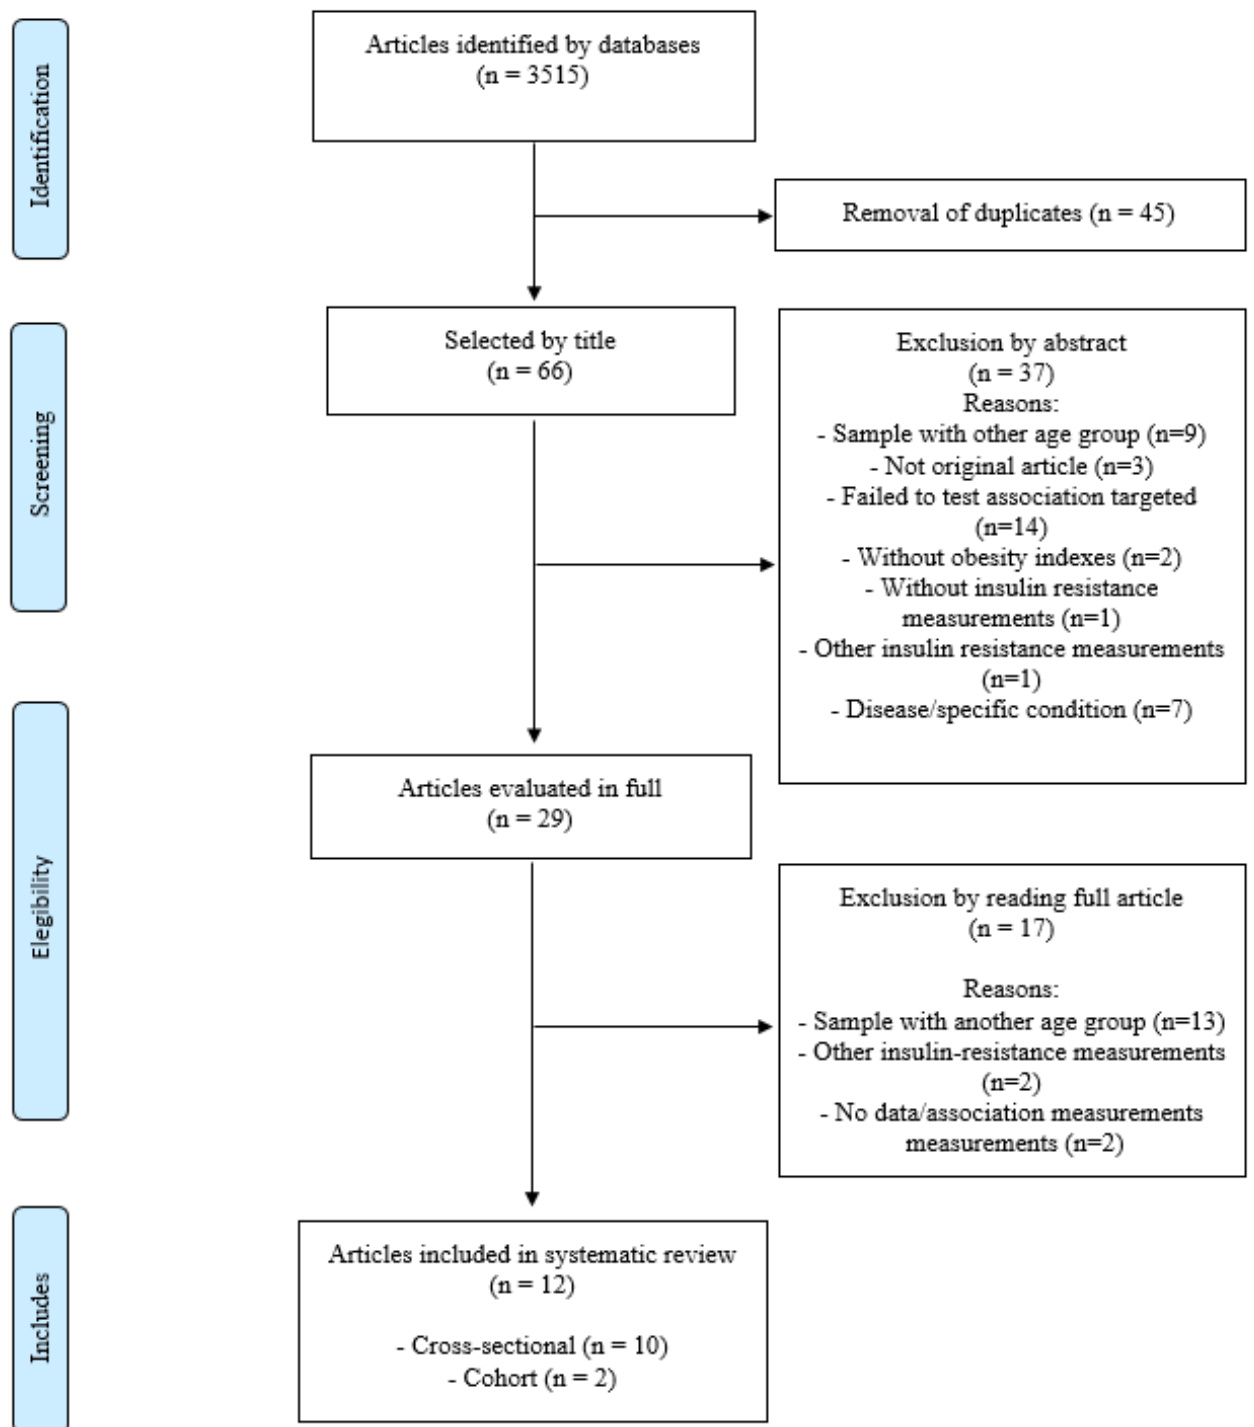 Identification
Articles identified by databases
(n = 3515)
Removal of duplicates (n = 45)
Screening
Selected by title
(n = 66)
Exclusion by abstract
(n = 37)
Reasons:
- Sample with other age group (n=9)
- Not original article (n=3)
- Failed to test association targeted
(n=14)
- Without obesity indexes (n=2)
- Without insulin resistance
measurements (n=1)
- Other insulin resistance measurements
(n=1)
- Disease/specific condition (n=7)
Elegibility
Articles evaluated in full
(n = 29)
Exclusion by reading full article
(n = 17)
Reasons:
- Sample with another age group (n=13)
- Other insulin-resistance measurements
(n=2)
- No data/association measurements
measurements (n=2)
Includes
Articles included in systematic review
(n = 12)
- Cross-sectional (n = 10)
- Cohort (n = 2)